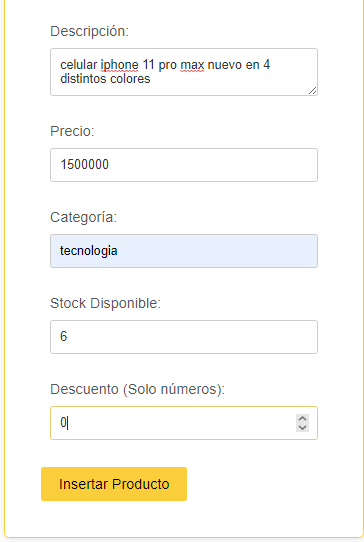 Descripción:
celular iphone 11 pro max nuevo en 4
distintos colores
Precio:
1500000
Categoría:
tecnologia
Stock Disponible:
6
Descuento (Solo números):
0
Insertar Producto